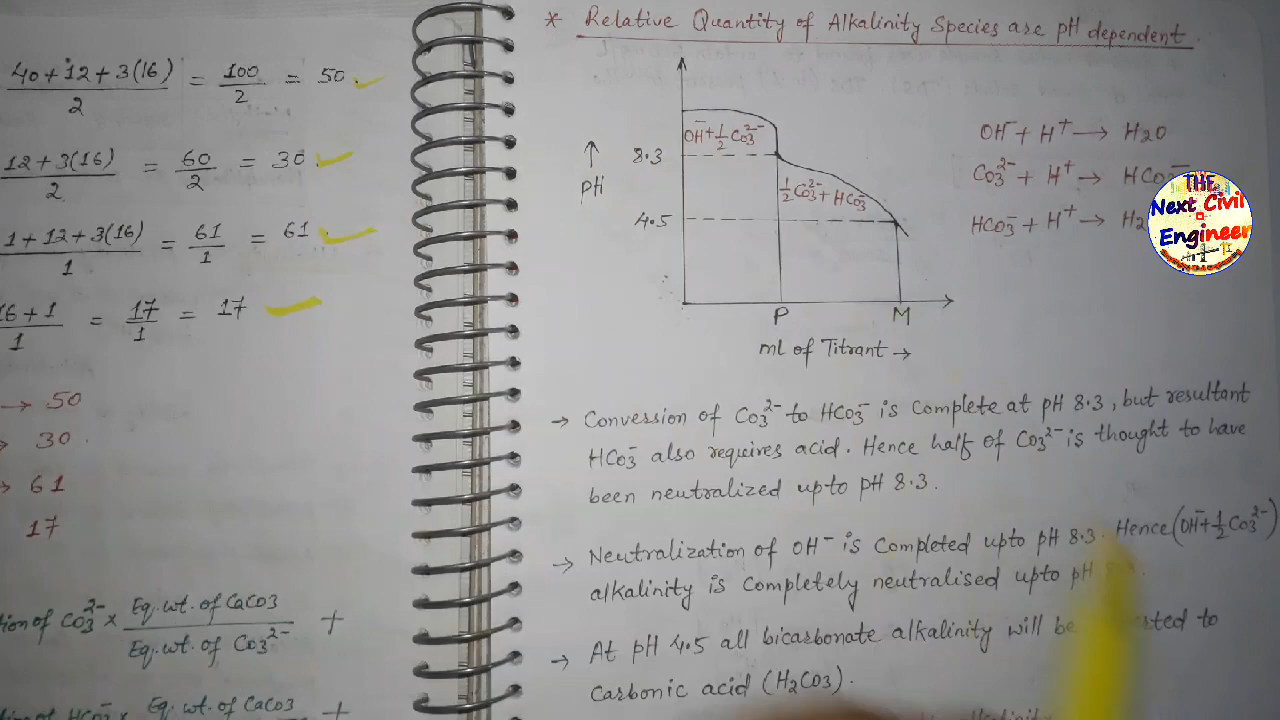 40+12+3(16) / 2 = 100 / 2 = 50
12+3(16) / 2 = 60 / 2 = 30
1+12+3(16) / 1 = 61 / 1 = 61
16+1 / 1 = 17 / 1 = 17
→ 50
→ 30
→ 61
17
of CO3^2- × Eq. wt. of CaCO3 / Eq. wt. of CO3^2- +
of HCO3^- × Eq. wt. of CaCO3 +
* Relative Quantity of Alkalinity Species are pH dependent.
OH^- + 1/2 CO3^2-
8.3
↑
pH
1/2 CO3^2- + HCO3^-
4.5
P M
ml of Titrant →
OH^- + H^+ → H2O
CO3^2- + H^+ → HCO3^-
HCO3^- + H^+ → H2
THE
Next Civil
Engineer
→ Conversion of CO3^2- to HCO3^- is complete at pH 8.3, but resultant
HCO3^- also requires acid. Hence half of CO3^2- is thought to have
been neutralized upto pH 8.3.
→ Neutralization of OH^- is completed upto pH 8.3. Hence (OH^- + 1/2 CO3^2-)
alkalinity is completely neutralised upto pH
→ At pH 4.5 all bicarbonate alkalinity will be to
Carbonic acid (H2CO3).